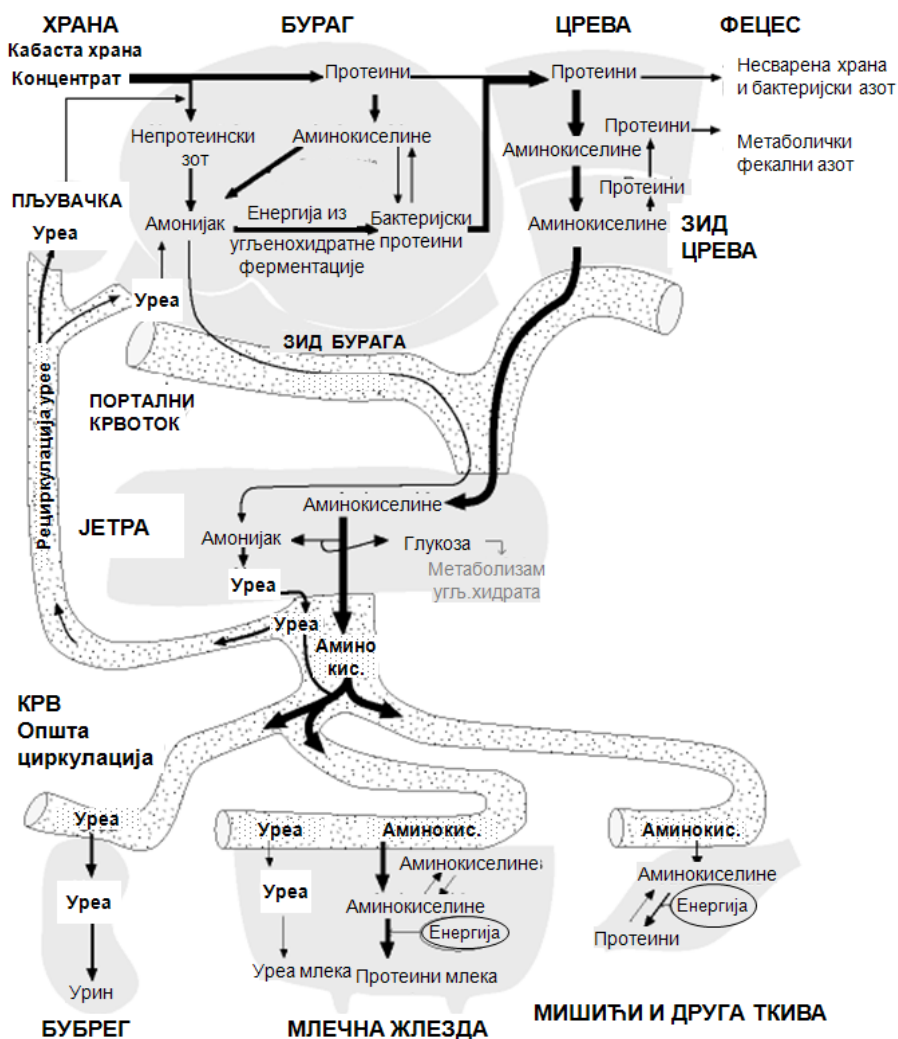 ХРАНА
БУРАГ
ЦРЕВА
ФЕЦЕС
Кабаста храна
Концентрат
Протеини
Протеини
Несварена храна
и бактеријски азот
Непротеински
зот
Аминокиселине
Аминокиселине
Протеини
Метаболички
фекални азот
Протеини
ПЉУВАЧКА
Уреа
Амонијак
Енергија из
угљенохидратне
ферментације
Бактеријски
протеини
Аминокиселине
ЗИД
ЦРЕВА
Уреа
ЗИД БУРАГА
Рециркулација урее
ПОРТАЛНИ
КРВОТОК
ЈЕТРА
Аминокиселине
Амонијак
Глукоза
Метаболизам
угљ.хидрата
Уреа
Уреа
Амино
кис.
КРВ
Општа
циркулација
Уреа
Уреа
Аминокис.
Аминокис.
Аминокиселине
Уреа
Уреа
Аминокиселине
Енергија
Аминокиселине
Енергија
Протеини
Урин
Уреа млека
Протеини млека
БУБРЕГ
МЛЕЧНА ЖЛЕЗДА
МИШИЋИ И ДРУГА ТКИВА